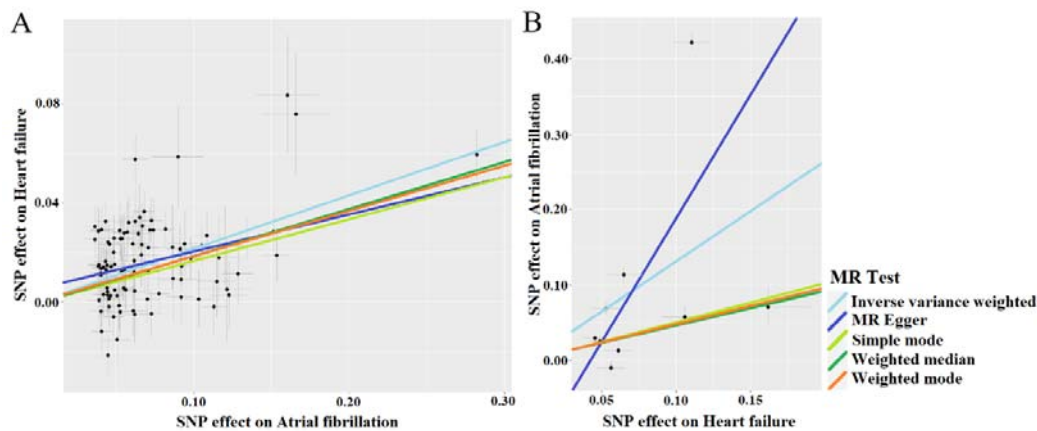 A
SNP effect on Heart failure
0.08
0.04
0.00
0.10
0.20
0.30
SNP effect on Atrial fibrillation
B
SNP effect on Atrial fibrillation
0.40
0.30
0.20
0.10
0.00
0.05
0.10
0.15
SNP effect on Heart failure
MR Test
Inverse variance weighted
MR Egger
Simple mode
Weighted median
Weighted mode